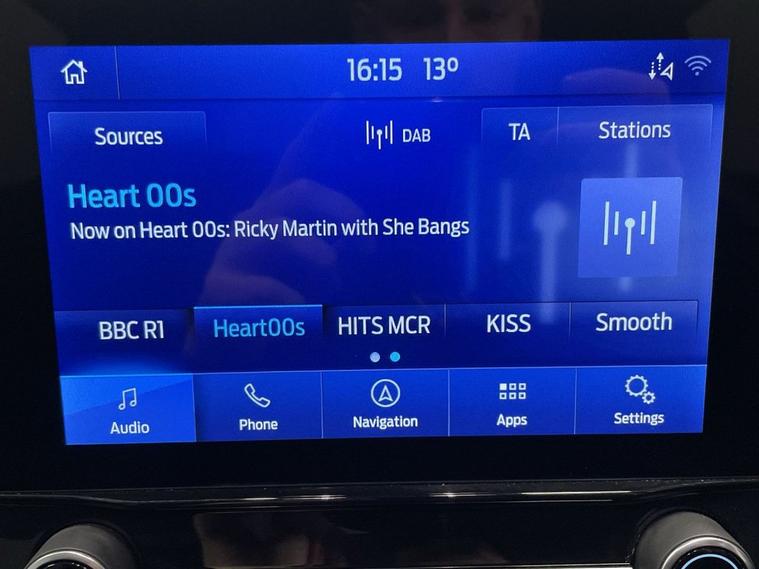 16:15 13°
Sources DAB TA Stations
Heart 00s
Now on Heart 00s: Ricky Martin with She Bangs
BBC R1 Heart00s HITS MCR KISS Smooth
Audio Phone Navigation Apps Settings